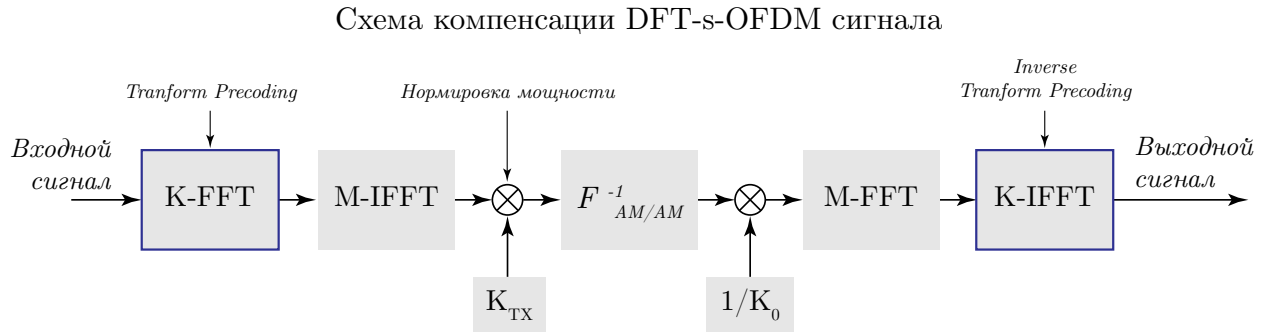 Схема компенсации DFT-s-OFDM сигнала
Tranform Precoding
Нормировка мощности
Inverse
Tranform Precoding
Входной
сигнал
K-FFT
M-IFFT
F⁻¹ AM/AM
M-FFT
K-IFFT
Выходной
сигнал
K_TX
1/K₀